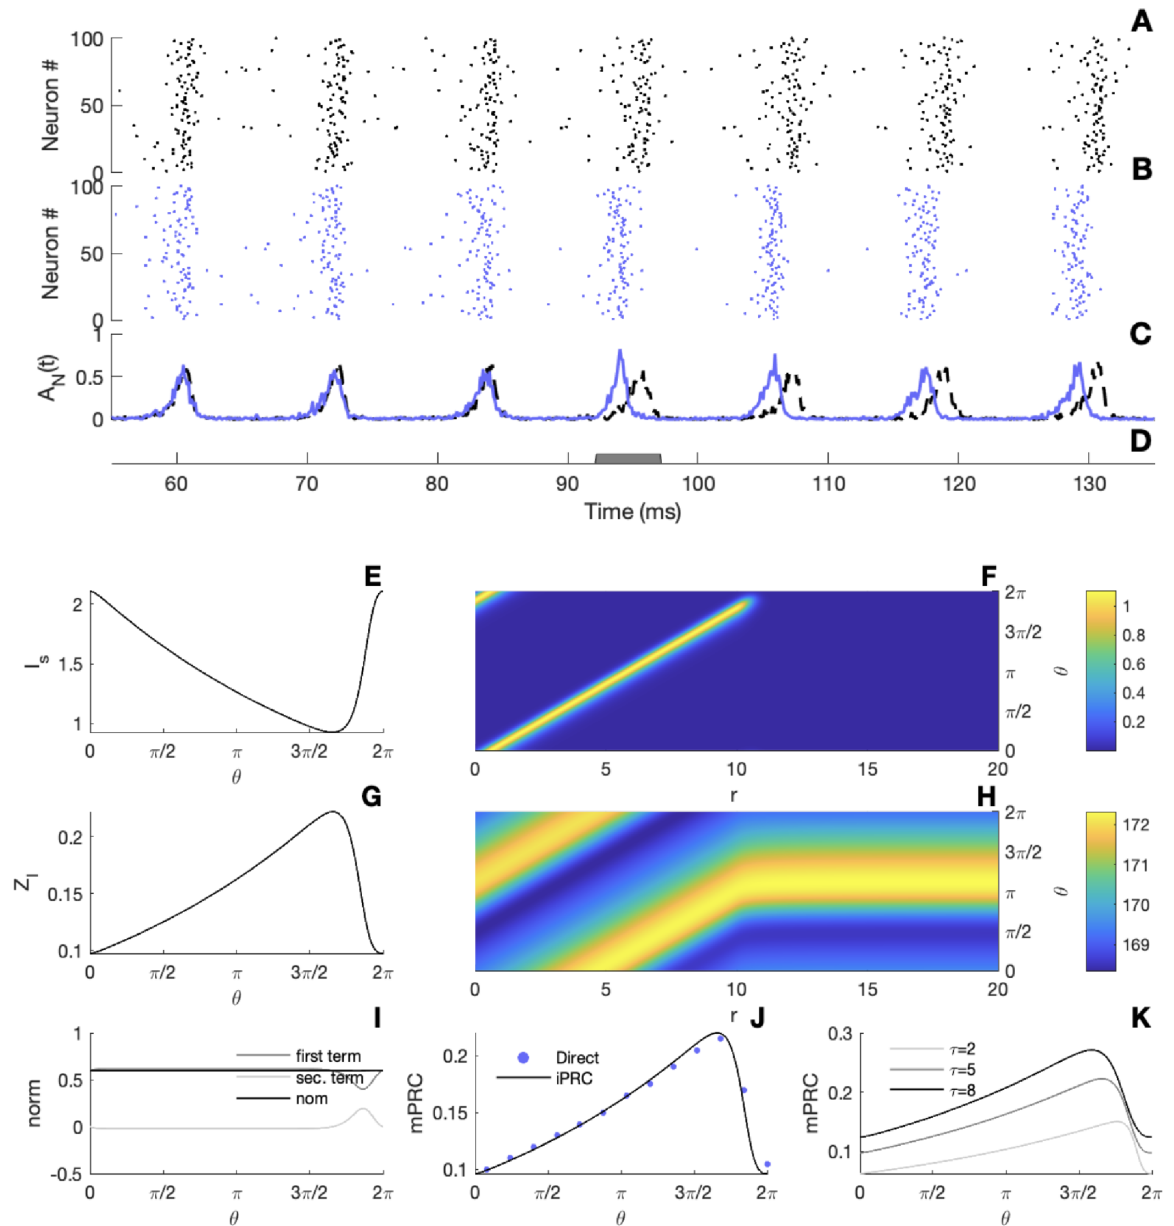 A
100
50
0
Neuron #
B
100
50
0
Neuron #
C
1
0.5
0
A_N(t)
D
60 70 80 90 100 110 120 130
Time (ms)
E
2
1.5
1
I_s
0 π/2 π 3π/2 2π
θ
F
2π
3π/2
π
π/2
0
θ
1
0.8
0.6
0.4
0.2
0 5 10 15 20
r
G
0.2
0.15
0.1
Z_I
0 π/2 π 3π/2 2π
θ
H
2π
3π/2
π
π/2
0
θ
172
171
170
169
0 5 10 15 20
r
I
1
0.5
0
-0.5
norm
first term
sec. term
nom
0 π/2 π 3π/2 2π
θ
J
0.2
0.15
0.1
mPRC
Direct
iPRC
0 π/2 π 3π/2 2π
θ
K
0.3
0.2
0.1
mPRC
τ=2
τ=5
τ=8
0 π/2 π 3π/2 2π
θ